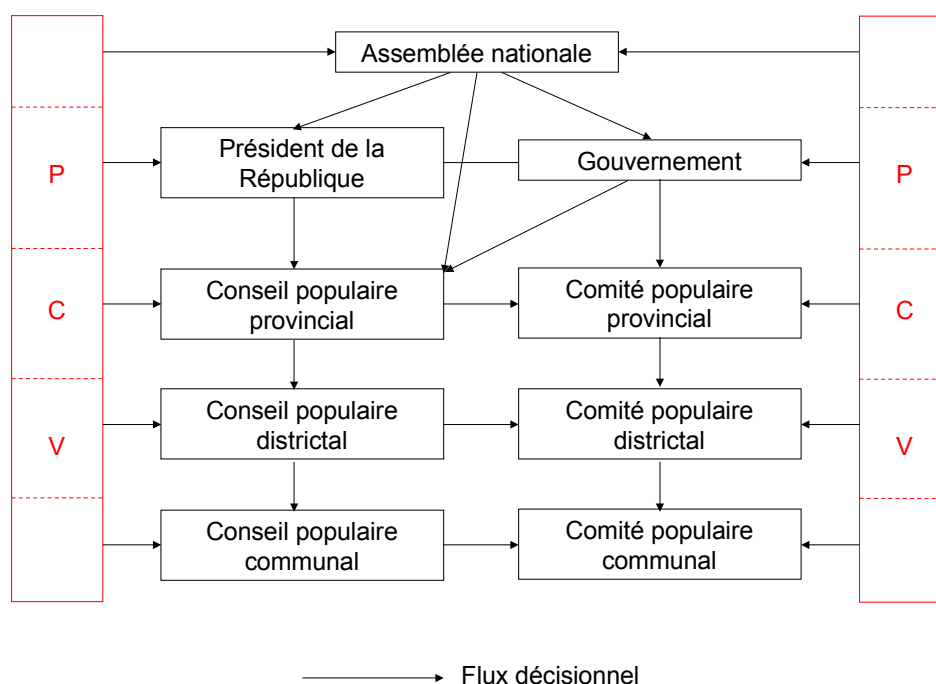 Assemblée nationale
P
Président de la
République
Gouvernement
P
C
Conseil populaire
provincial
Comité populaire
provincial
C
V
Conseil populaire
districtal
Comité populaire
districtal
V
Conseil populaire
communal
Comité populaire
communal
Flux décisionnel